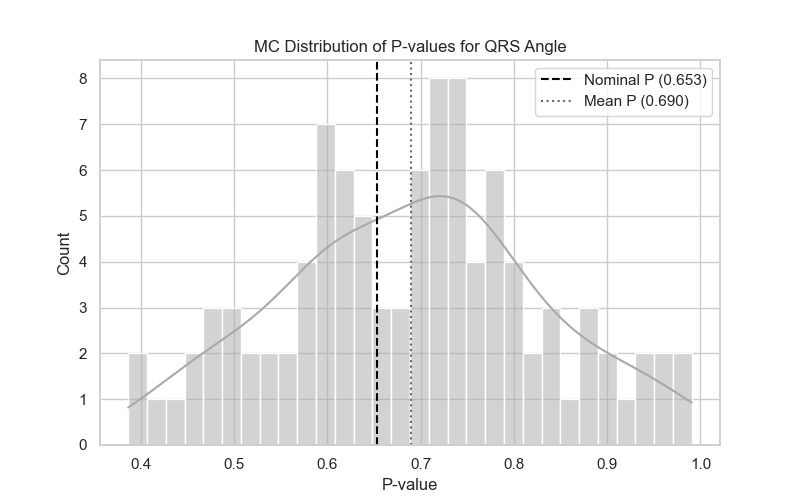 MC Distribution of P-values for QRS Angle
Nominal P (0.653)
Mean P (0.690)
8
7
6
5
4
3
2
1
0
Count
0.4 0.5 0.6 0.7 0.8 0.9 1.0
P-value